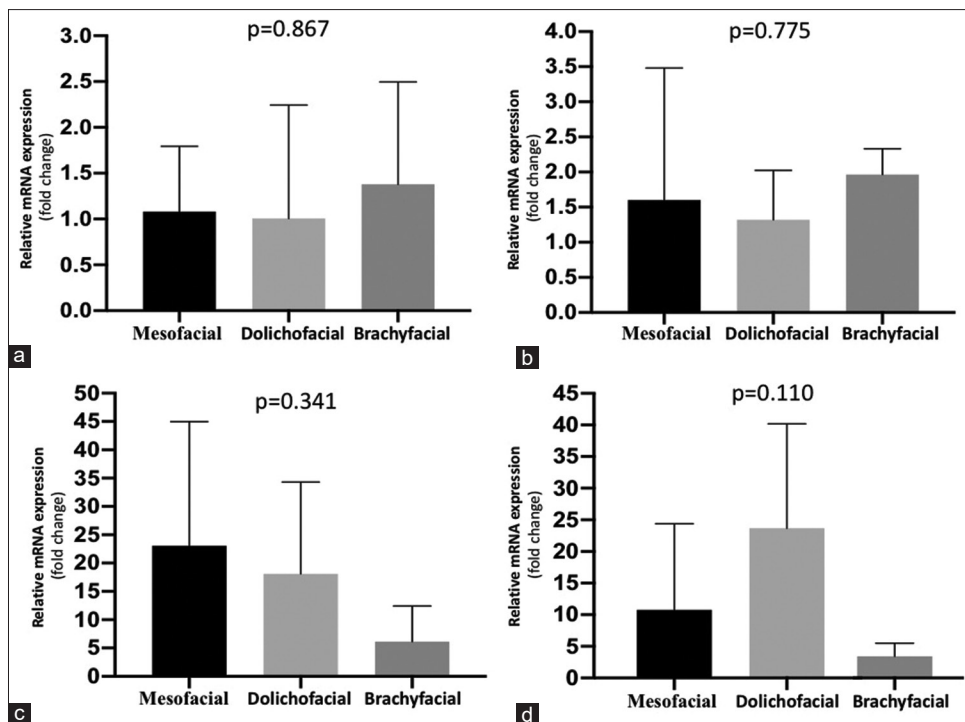 p=0.867
Relative mRNA expression
(fold change)
3.0
2.5
2.0
1.5
1.0
0.5
0.0
Mesofacial Dolichofacial Brachyfacial
a
p=0.775
Relative mRNA expression
(fold change)
4.0
3.5
3.0
2.5
2.0
1.5
1.0
0.5
0.0
Mesofacial Dolichofacial Brachyfacial
b
p=0.341
Relative mRNA expression
(fold change)
50
45
40
35
30
25
20
15
10
5
0
Mesofacial Dolichofacial Brachyfacial
c
p=0.110
Relative mRNA expression
(fold change)
45
40
35
30
25
20
15
10
5
0
Mesofacial Dolichofacial Brachyfacial
d